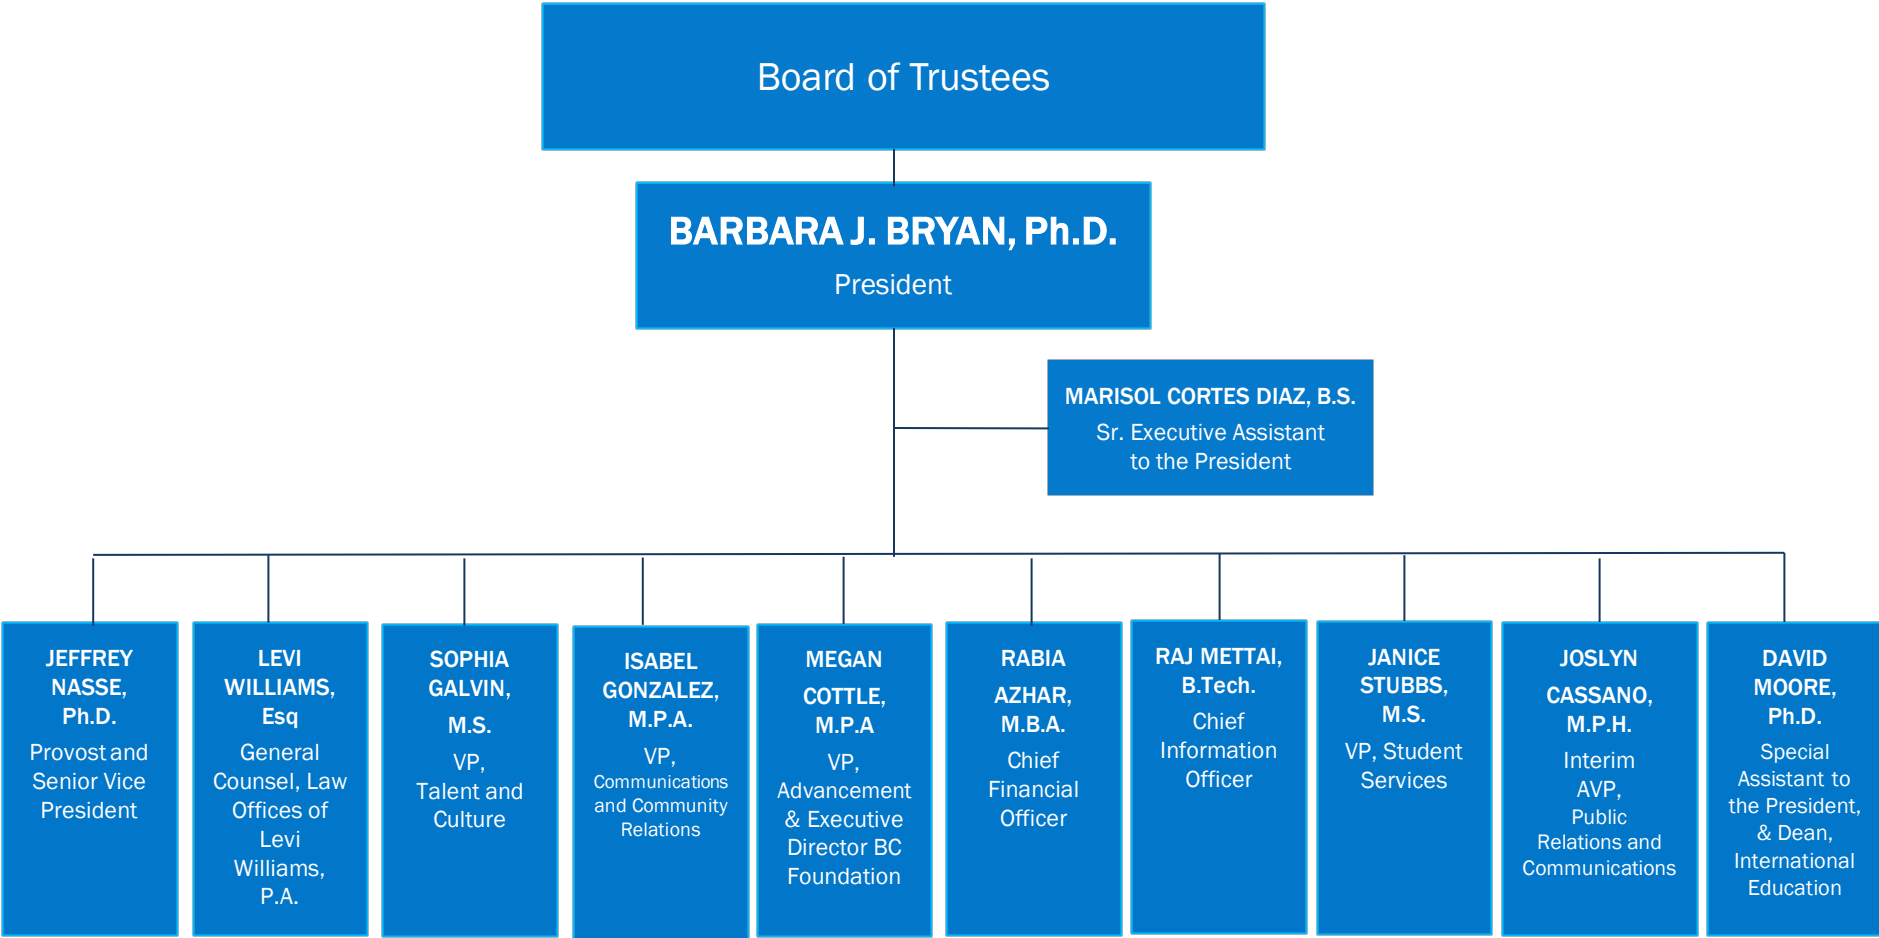 Board of Trustees
BARBARA J. BRYAN, Ph.D.
President
MARISOL CORTES DIAZ, B.S.
Sr. Executive Assistant
to the President
JEFFREY
NASSE,
Ph.D.
Provost and
Senior Vice
President
LEVI
WILLIAMS,
Esq
General
Counsel, Law
Offices of
Levi
Williams,
P.A.
SOPHIA
GALVIN,
M.S.
VP,
Talent and
Culture
ISABEL
GONZALEZ,
M.P.A.
VP,
Communications
and Community
Relations
MEGAN
COTTLE,
M.P.A
VP,
Advancement
& Executive
Director BC
Foundation
RABIA
AZHAR,
M.B.A.
Chief
Financial
Officer
RAJ METTAI,
B.Tech.
Chief
Information
Officer
JANICE
STUBBS,
M.S.
VP, Student
Services
JOSLYN
CASSANO,
M.P.H.
Interim
AVP,
Public
Relations and
Communications
DAVID
MOORE,
Ph.D.
Special
Assistant to
the President,
& Dean,
International
Education